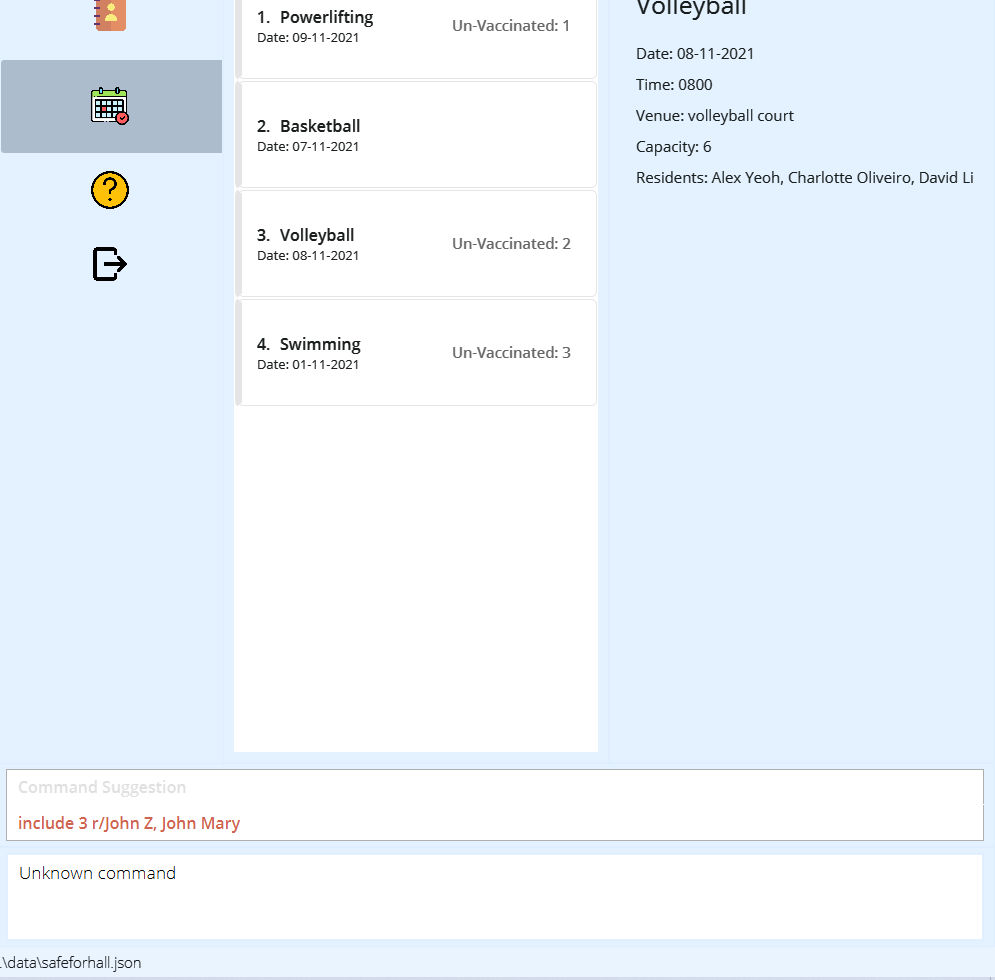 1. Powerlifting
Date: 09-11-2021
Un-Vaccinated: 1
2. Basketball
Date: 07-11-2021
3. Volleyball
Date: 08-11-2021
Un-Vaccinated: 2
4. Swimming
Date: 01-11-2021
Un-Vaccinated: 3
Volleyball
Date: 08-11-2021
Time: 0800
Venue: volleyball court
Capacity: 6
Residents: Alex Yeoh, Charlotte Oliveiro, David Li
Command Suggestion
include 3 r/John Z, John Mary
Unknown command
.\data\safeforhall.json